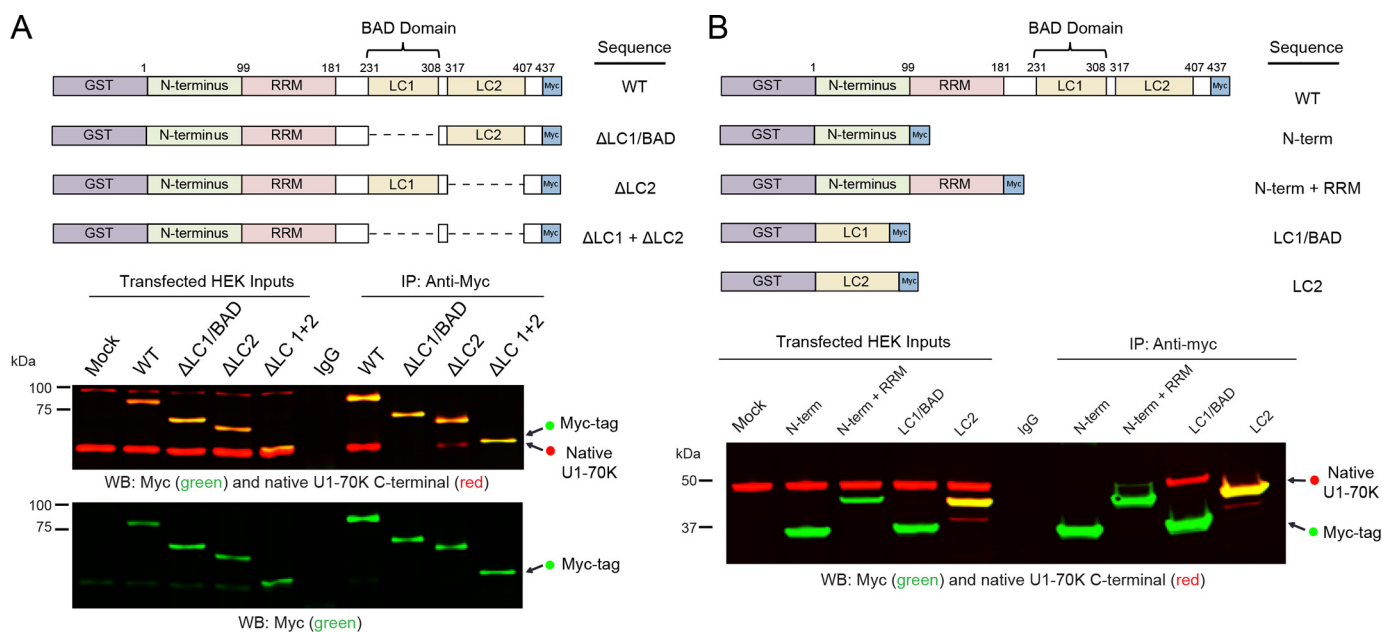 A
BAD Domain
Sequence
1 99 181 231 308 317 407 437
GST N-terminus RRM LC1 LC2 Myc WT
GST N-terminus RRM LC2 Myc ΔLC1/BAD
GST N-terminus RRM LC1 Myc ΔLC2
GST N-terminus RRM Myc ΔLC1 + ΔLC2
Transfected HEK Inputs IP: Anti-Myc
kDa Mock WT ΔLC1/BAD ΔLC2 ΔLC 1+2 IgG WT ΔLC1/BAD ΔLC2 ΔLC 1+2
100
75
Myc-tag
Native
U1-70K
WB: Myc (green) and native U1-70K C-terminal (red)
100
75
Myc-tag
WB: Myc (green)
B
BAD Domain
Sequence
1 99 181 231 308 317 407 437
GST N-terminus RRM LC1 LC2 Myc WT
GST N-terminus Myc N-term
GST N-terminus RRM Myc N-term + RRM
GST LC1 Myc LC1/BAD
GST LC2 Myc LC2
Transfected HEK Inputs IP: Anti-myc
Mock N-term N-term + RRM LC1/BAD LC2 IgG N-term N-term + RRM LC1/BAD LC2
kDa
50
37
Native
U1-70K
Myc-tag
WB: Myc (green) and native U1-70K C-terminal (red)